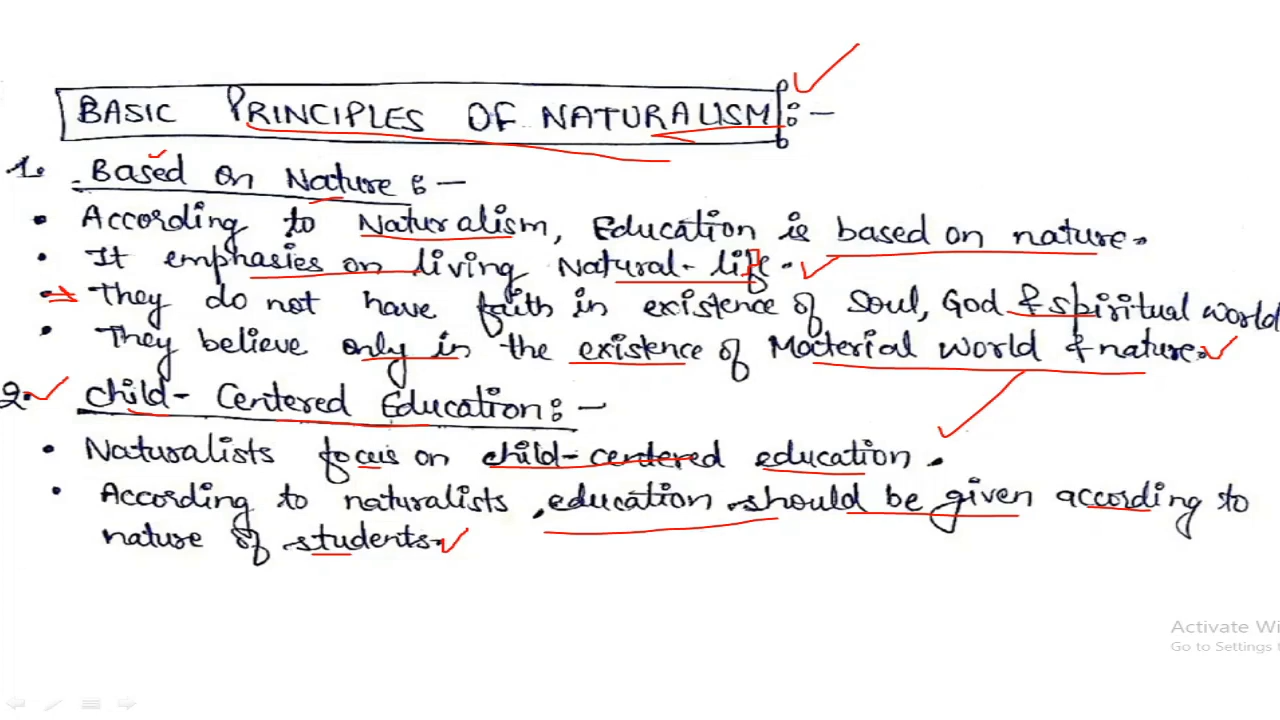 BASIC PRINCIPLES OF NATURALISM :-
1. Based on Nature :-
• According to Naturalism, Education is based on nature.
• It emphasies on living Natural-life.
→ They do not have faith in existence of Soul, God & spiritual world
• They believe only in the existence of Material world & nature.
2. Child-Centered Education :-
• Naturalists focus on child-centered education.
• According to naturalists, education should be given according to
nature of students.
Activate Wi
Go to Settings